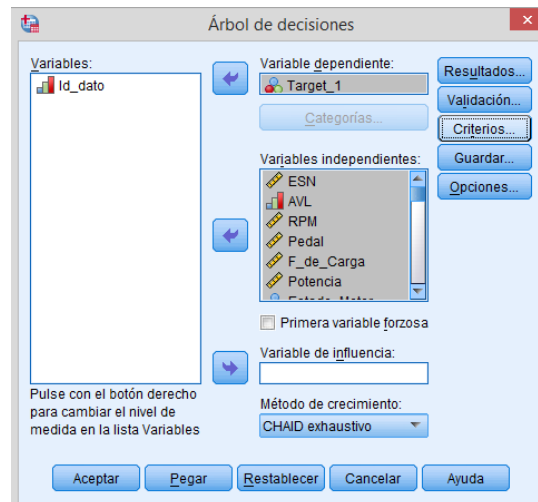 Árbol de decisiones
Variables:
Id_dato
Pulse con el botón derecho
para cambiar el nivel de
medida en la lista Variables
Variable dependiente:
Target_1
Categorías...
Variables independientes:
ESN
AVL
RPM
Pedal
F_de_Carga
Potencia
Estado_Motor
Primera variable forzosa
Variable de influencia:
Método de crecimiento:
CHAID exhaustivo
Resultados...
Validación...
Criterios...
Guardar...
Opciones...
Aceptar
Pegar
Restablecer
Cancelar
Ayuda